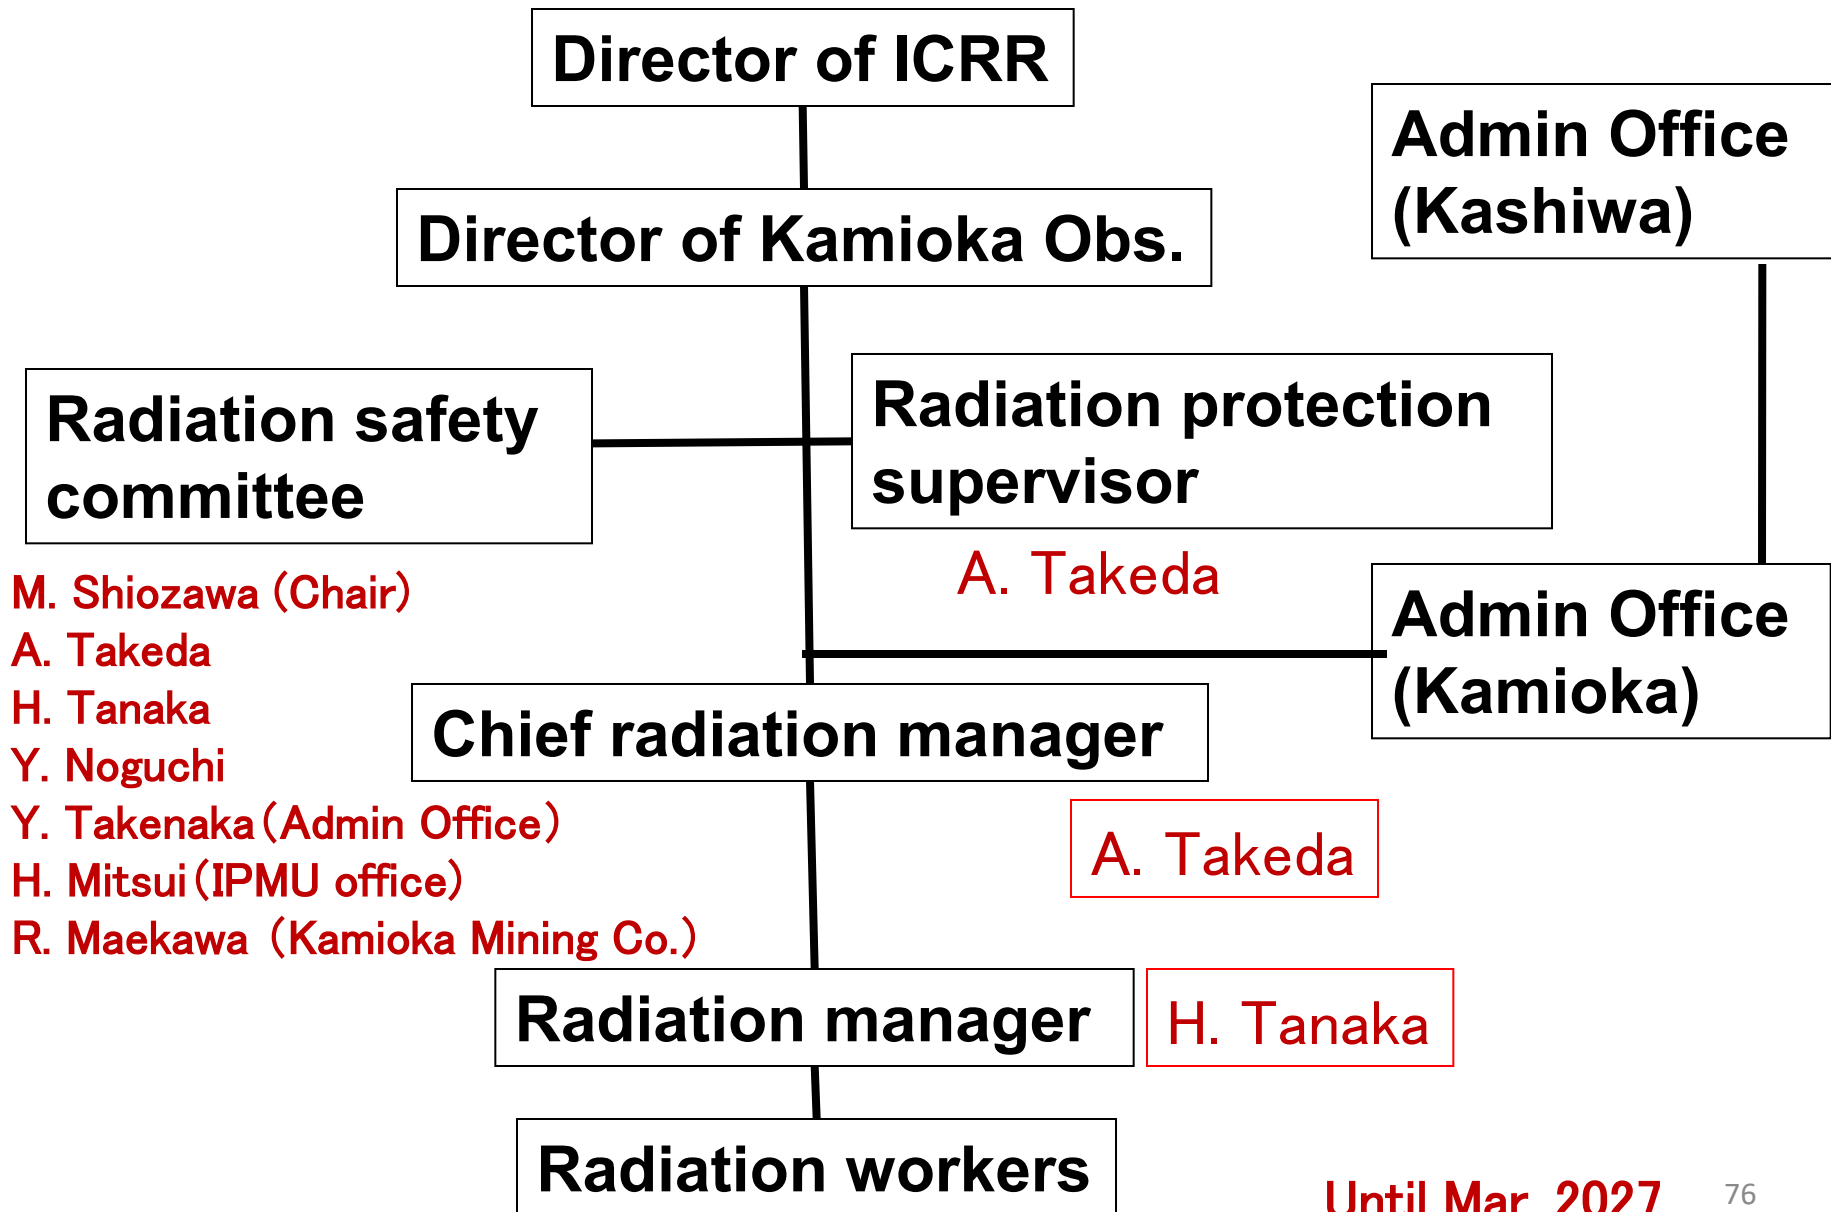 Director of ICRR
Admin Office
(Kashiwa)
Director of Kamioka Obs.
Radiation safety
committee
Radiation protection
supervisor
A. Takeda
M. Shiozawa (Chair)
A. Takeda
H. Tanaka
Y. Noguchi
Y. Takenaka（Admin Office）
H. Mitsui（IPMU office）
R. Maekawa （Kamioka Mining Co.）
Admin Office
(Kamioka)
Chief radiation manager
A. Takeda
Radiation manager
H. Tanaka
Radiation workers
Until Mar. 2027
76